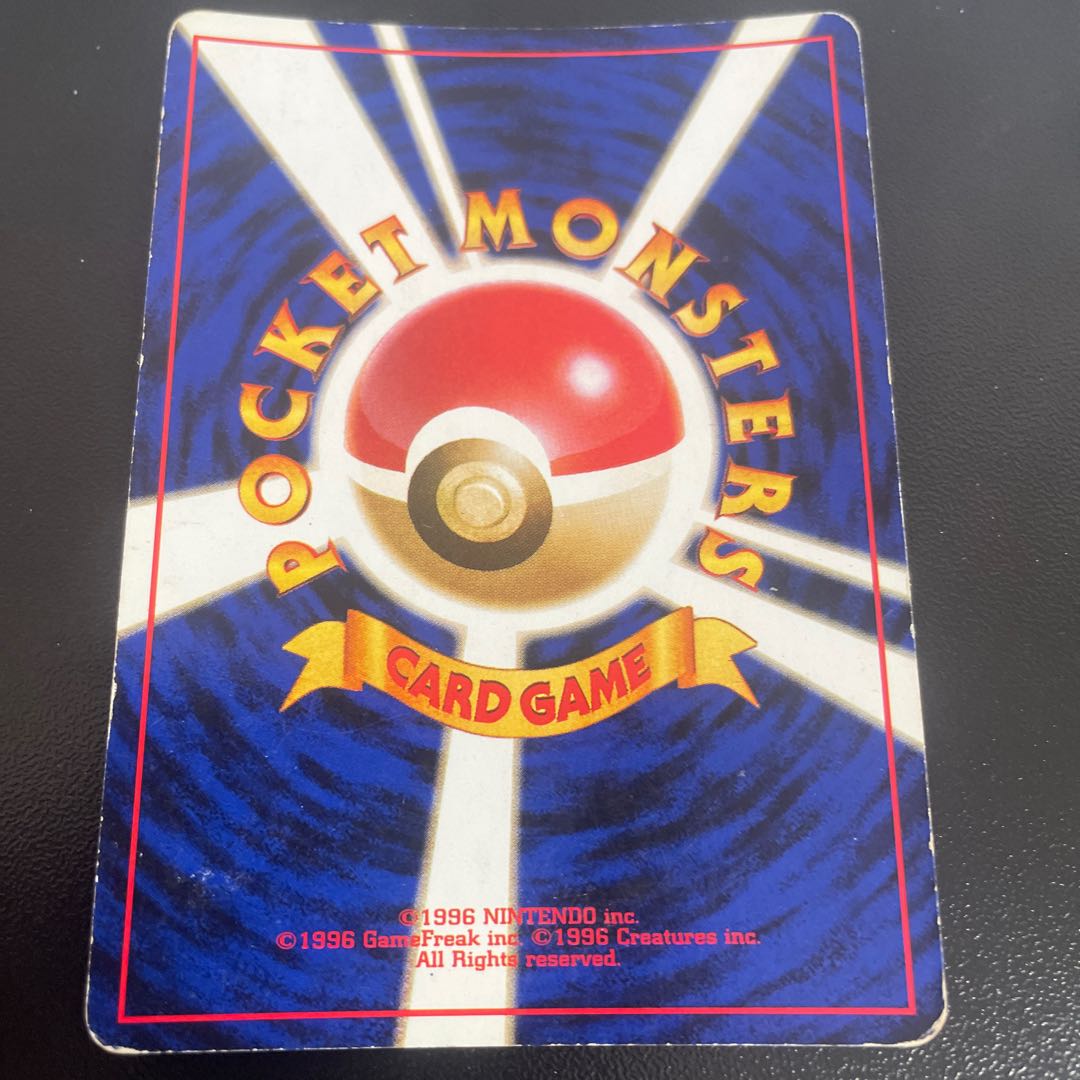 POCKET MONSTERS
CARD GAME
©1996 NINTENDO inc.
©1996 GameFreak inc. ©1996 Creatures inc.
All Rights reserved.